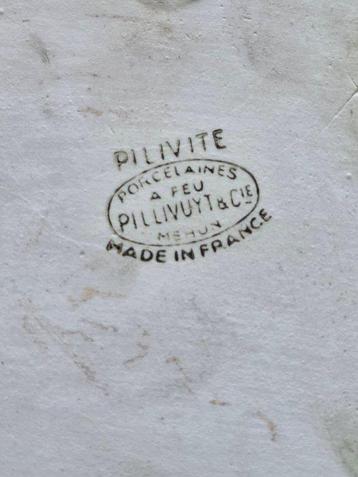 PILIVITE
PORCELAINES
A FEU
PILLIVUYT & CIE
MEHUN
MADE IN FRANCE